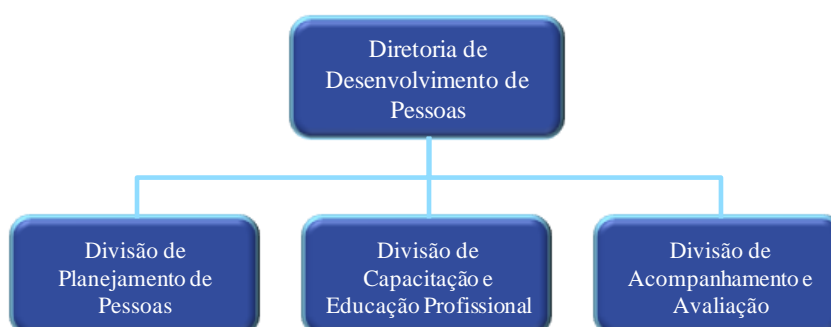 Diretoria de
Desenvolvimento de
Pessoas
Divisão de
Planejamento de
Pessoas
Divisão de
Capacitação e
Educação Profissional
Divisão de
Acompanhamento e
Avaliação